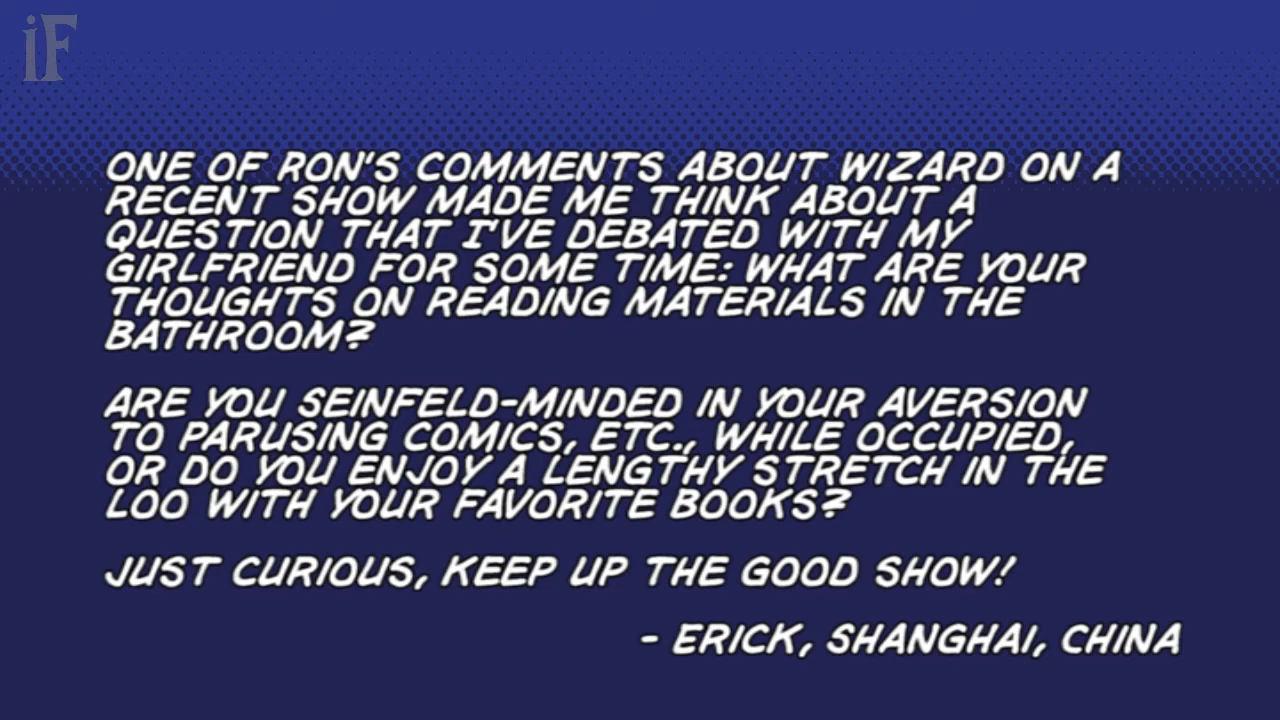 iF
ONE OF RON'S COMMENTS ABOUT WIZARD ON A
RECENT SHOW MADE ME THINK ABOUT A
QUESTION THAT I'VE DEBATED WITH MY
GIRLFRIEND FOR SOME TIME: WHAT ARE YOUR
THOUGHTS ON READING MATERIALS IN THE
BATHROOM?
ARE YOU SEINFELD-MINDED IN YOUR AVERSION
TO PARUSING COMICS, ETC., WHILE OCCUPIED,
OR DO YOU ENJOY A LENGTHY STRETCH IN THE
LOO WITH YOUR FAVORITE BOOKS?
JUST CURIOUS, KEEP UP THE GOOD SHOW!
- ERICK, SHANGHAI, CHINA